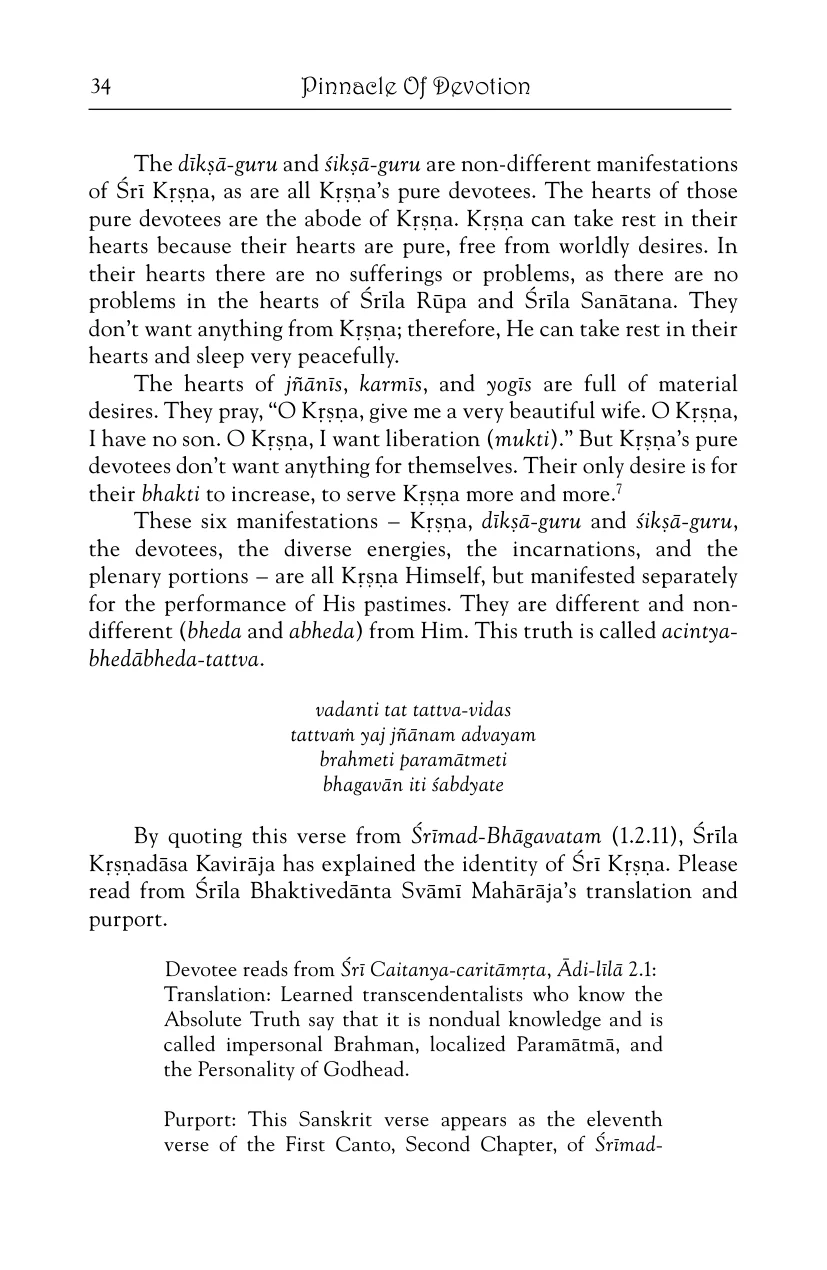 34
Pinnacle Of Devotion
The dīkṣā-guru and śikṣā-guru are non-different manifestations
of Śrī Kṛṣṇa, as are all Kṛṣṇa’s pure devotees. The hearts of those
pure devotees are the abode of Kṛṣṇa. Kṛṣṇa can take rest in their
hearts because their hearts are pure, free from worldly desires. In
their hearts there are no sufferings or problems, as there are no
problems in the hearts of Śrīla Rūpa and Śrīla Sanātana. They
don’t want anything from Kṛṣṇa; therefore, He can take rest in their
hearts and sleep very peacefully.
The hearts of jñānīs, karmīs, and yogīs are full of material
desires. They pray, “O Kṛṣṇa, give me a very beautiful wife. O Kṛṣṇa,
I have no son. O Kṛṣṇa, I want liberation (mukti).” But Kṛṣṇa’s pure
devotees don’t want anything for themselves. Their only desire is for
their bhakti to increase, to serve Kṛṣṇa more and more.⁷
These six manifestations – Kṛṣṇa, dīkṣā-guru and śikṣā-guru,
the devotees, the diverse energies, the incarnations, and the
plenary portions – are all Kṛṣṇa Himself, but manifested separately
for the performance of His pastimes. They are different and non-
different (bheda and abheda) from Him. This truth is called acintya-
bhedābheda-tattva.
vadanti tat tattva-vidas
tattvaṁ yaj jñānam advayam
brahmeti paramātmeti
bhagavān iti śabdyate
By quoting this verse from Śrīmad-Bhāgavatam (1.2.11), Śrīla
Kṛṣṇadāsa Kavirāja has explained the identity of Śrī Kṛṣṇa. Please
read from Śrīla Bhaktivedānta Svāmī Mahārāja’s translation and
purport.
Devotee reads from Śrī Caitanya-caritāmṛta, Ādi-līlā 2.1:
Translation: Learned transcendentalists who know the
Absolute Truth say that it is nondual knowledge and is
called impersonal Brahman, localized Paramātmā, and
the Personality of Godhead.
Purport: This Sanskrit verse appears as the eleventh
verse of the First Canto, Second Chapter, of Śrīmad-